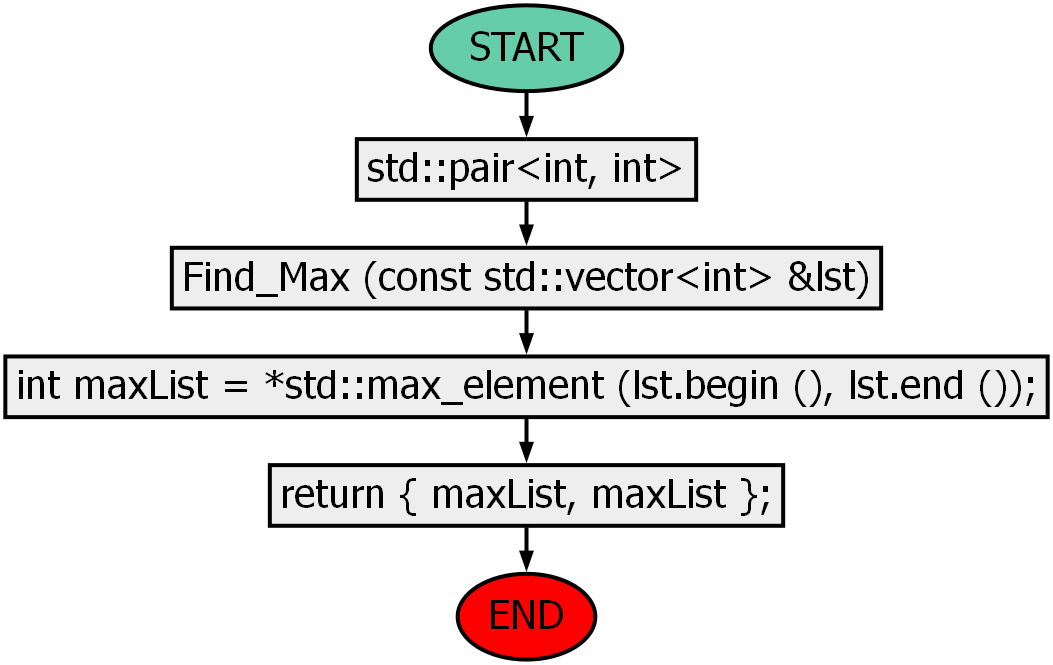 START
std::pair<int, int>
Find_Max (const std::vector<int> &lst)
int maxList = *std::max_element (lst.begin (), lst.end ());
return { maxList, maxList };
END